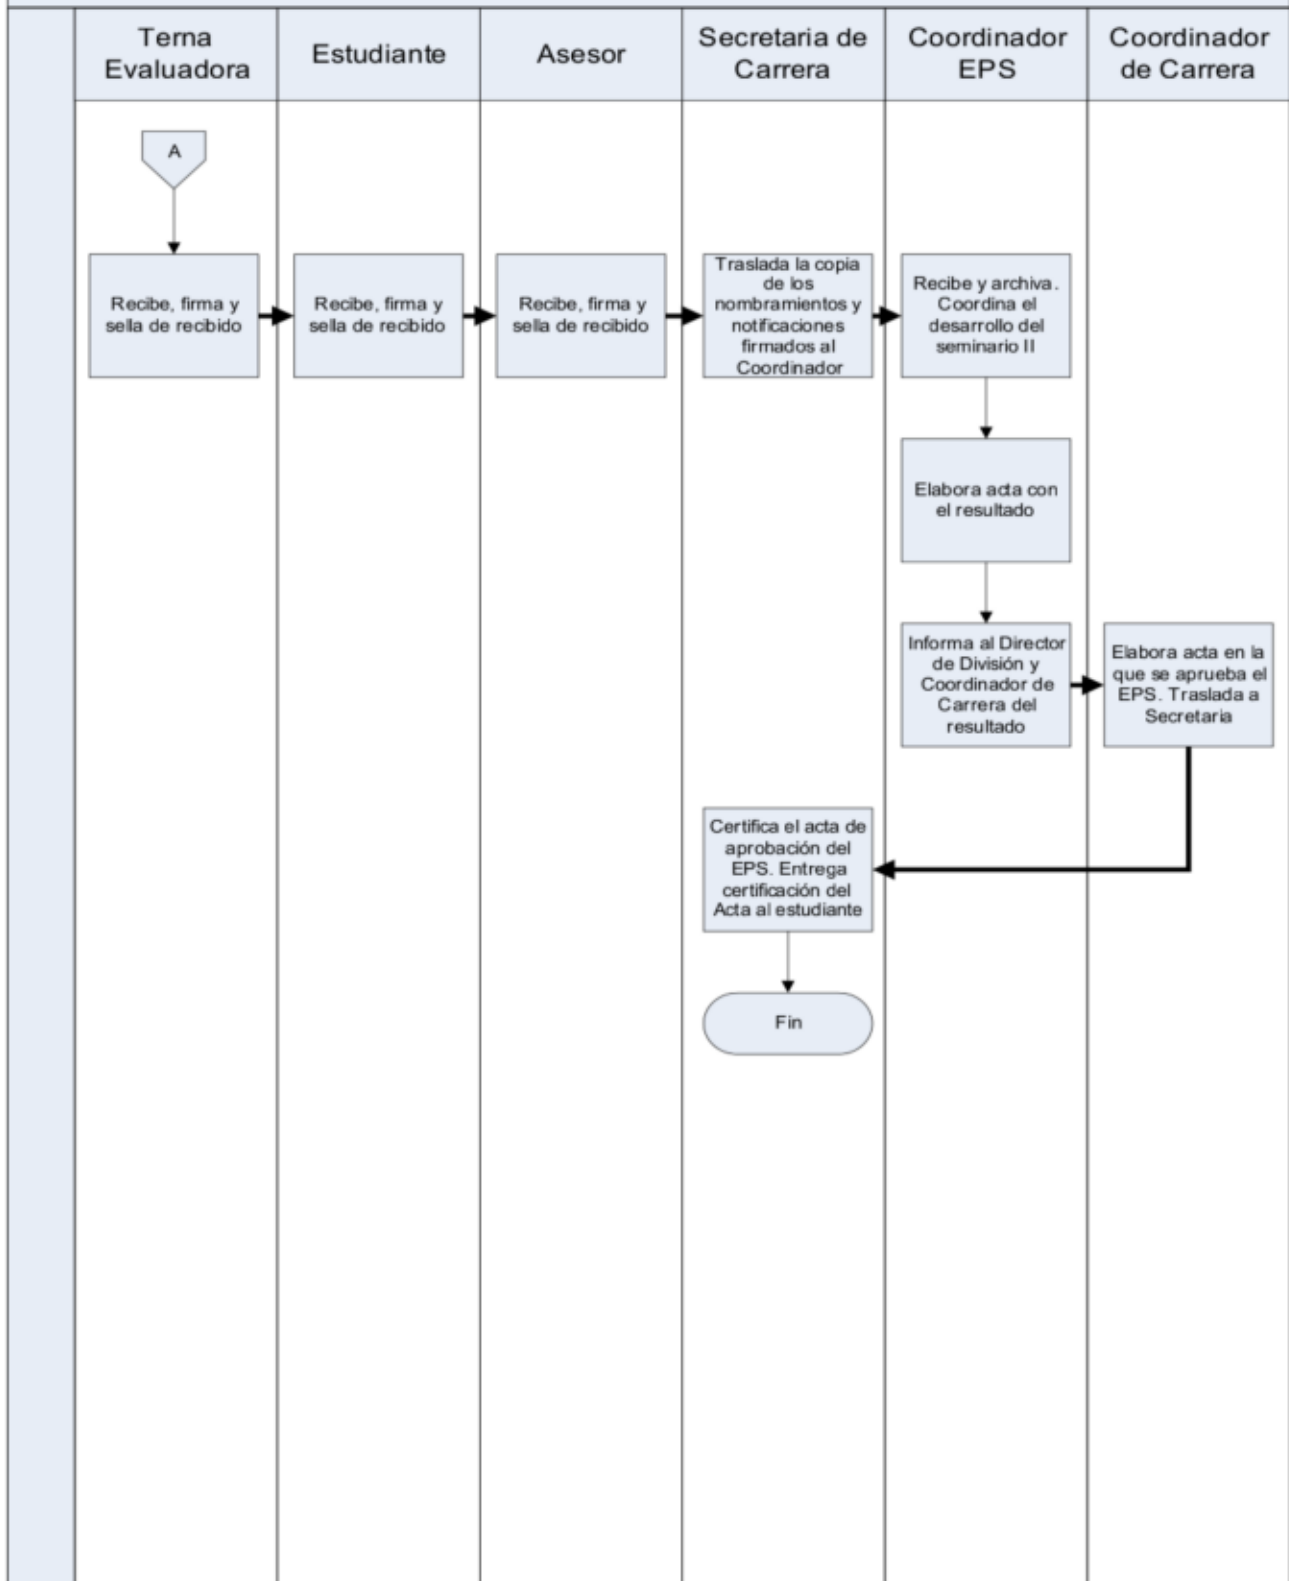 Terna
Evaluadora
Estudiante
Asesor
Secretaria de
Carrera
Coordinador
EPS
Coordinador
de Carrera
A
Recibe, firma y
sella de recibido
Recibe, firma y
sella de recibido
Recibe, firma y
sella de recibido
Traslada la copia
de los
nombramientos y
notificaciones
firmados al
Coordinador
Recibe y archiva.
Coordina el
desarrollo del
seminario II
Elabora acta con
el resultado
Informa al Director
de División y
Coordinador de
Carrera del
resultado
Elabora acta en la
que se aprueba el
EPS. Traslada a
Secretaria
Certifica el acta de
aprobación del
EPS. Entrega
certificación del
Acta al estudiante
Fin